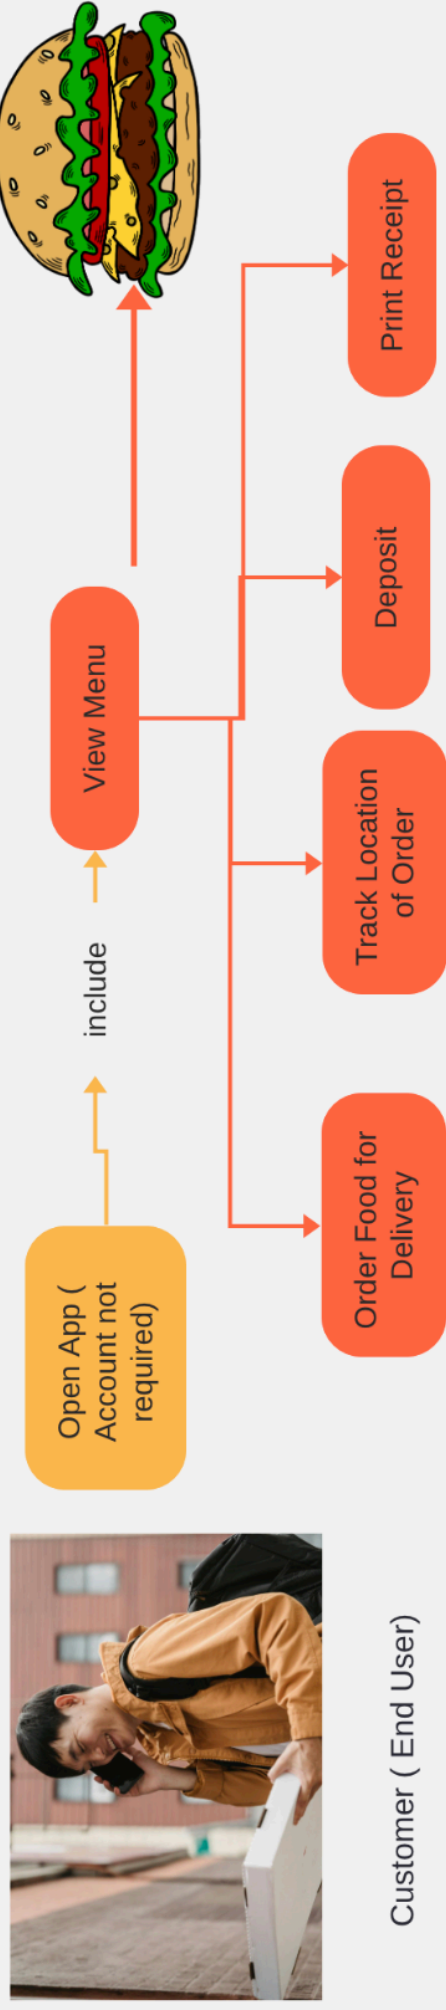 Customer ( End User)
Open App (
Account not
required)
include
View Menu
Order Food for
Delivery
Track Location
of Order
Deposit
Print Receipt